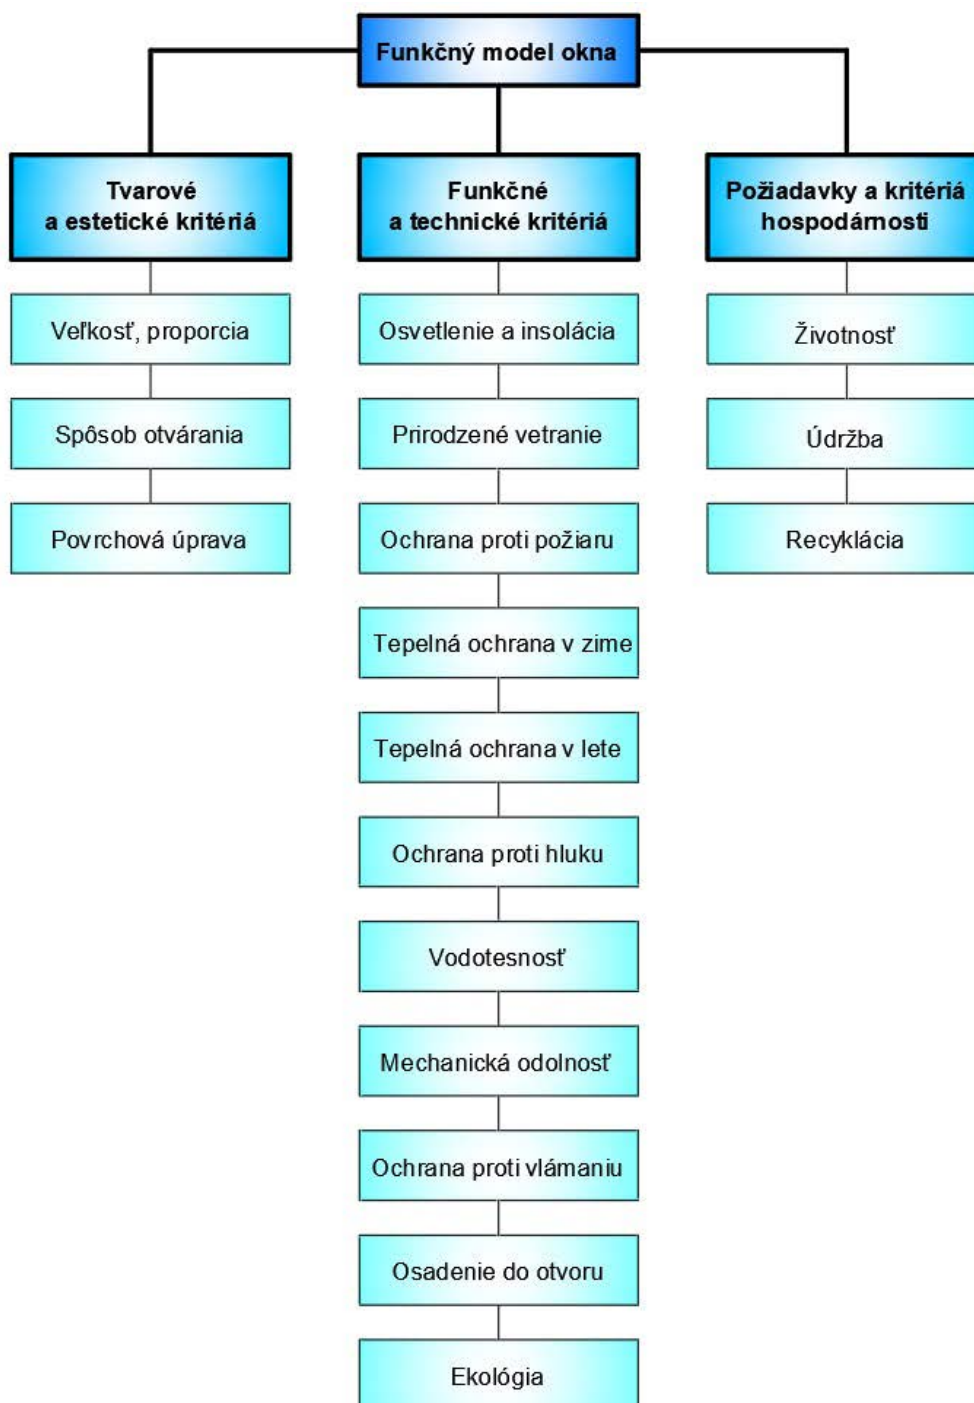 Funkčný model okna
Tvarové
a estetické kritériá
Veľkosť, proporcia
Spôsob otvárania
Povrchová úprava
Funkčné
a technické kritériá
Osvetlenie a insolácia
Prirodzené vetranie
Ochrana proti požiaru
Tepelná ochrana v zime
Tepelná ochrana v lete
Ochrana proti hluku
Vodotesnosť
Mechanická odolnosť
Ochrana proti vlámaniu
Osadenie do otvoru
Ekológia
Požiadavky a kritériá
hospodárnosti
Životnosť
Údržba
Recyklácia